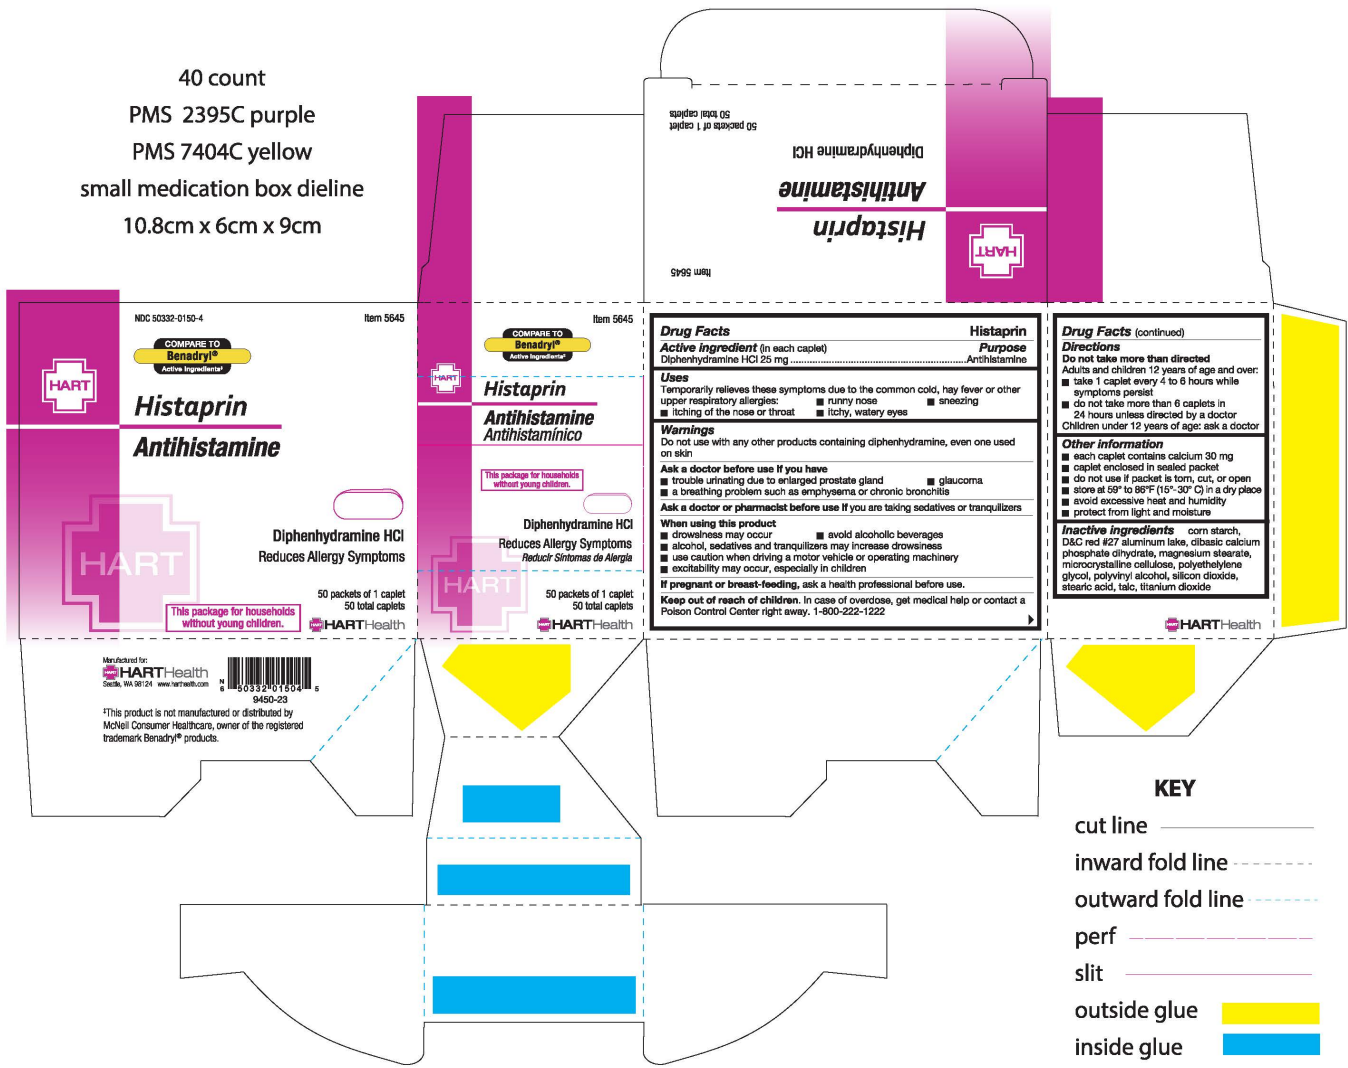 40 count
PMS 2395C purple
PMS 7404C yellow
small medication box dieline
10.8cm x 6cm x 9cm
50 packets of 1 caplet
50 total caplets
Diphenhydramine HCl
Antihistamine
Histaprin
HART
Item 5645
NDC 50332-0150-4
Item 5645
COMPARE TO
Benadryl®
Active Ingredients‡
HART
Histaprin
Antihistamine
HART
Diphenhydramine HCl
Reduces Allergy Symptoms
50 packets of 1 caplet
50 total caplets
This package for households
without young children.
HART HARTHealth
Manufactured for:
HART HARTHealth
Seattle, WA 98124 www.harthealth.com
N
6 50332 01504 5
9450-23
‡This product is not manufactured or distributed by
McNeil Consumer Healthcare, owner of the registered
trademark Benadryl® products.
Item 5645
COMPARE TO
Benadryl®
Active Ingredients‡
HART
Histaprin
Antihistamine
Antihistamínico
This package for households
without young children.
Diphenhydramine HCl
Reduces Allergy Symptoms
Reducir Síntomas de Alergia
50 packets of 1 caplet
50 total caplets
HART HARTHealth
Drug Facts Histaprin
Active ingredient (in each caplet) Purpose
Diphenhydramine HCl 25 mg ........ Antihistamine
Uses
Temporarily relieves these symptoms due to the common cold, hay fever or other
upper respiratory allergies: ■ runny nose ■ sneezing
■ itching of the nose or throat ■ itchy, watery eyes
Warnings
Do not use with any other products containing diphenhydramine, even one used
on skin
Ask a doctor before use if you have
■ trouble urinating due to enlarged prostate gland ■ glaucoma
■ a breathing problem such as emphysema or chronic bronchitis
Ask a doctor or pharmacist before use if you are taking sedatives or tranquilizers
When using this product
■ drowsiness may occur ■ avoid alcoholic beverages
■ alcohol, sedatives and tranquilizers may increase drowsiness
■ use caution when driving a motor vehicle or operating machinery
■ excitability may occur, especially in children
If pregnant or breast-feeding, ask a health professional before use.
Keep out of reach of children. In case of overdose, get medical help or contact a
Poison Control Center right away. 1-800-222-1222
Drug Facts (continued)
Directions
Do not take more than directed
Adults and children 12 years of age and over:
■ take 1 caplet every 4 to 6 hours while
symptoms persist
■ do not take more than 6 caplets in
24 hours unless directed by a doctor
Children under 12 years of age: ask a doctor
Other information
■ each caplet contains calcium 30 mg
■ caplet enclosed in sealed packet
■ do not use if packet is torn, cut, or open
■ store at 59° to 86°F (15°-30° C) in a dry place
■ avoid excessive heat and humidity
■ protect from light and moisture
Inactive ingredients corn starch,
D&C red #27 aluminum lake, dibasic calcium
phosphate dihydrate, magnesium stearate,
microcrystalline cellulose, polyethelylene
glycol, polyvinyl alcohol, silicon dioxide,
stearic acid, talc, titanium dioxide
HART HARTHealth
KEY
cut line
inward fold line
outward fold line
perf
slit
outside glue
inside glue